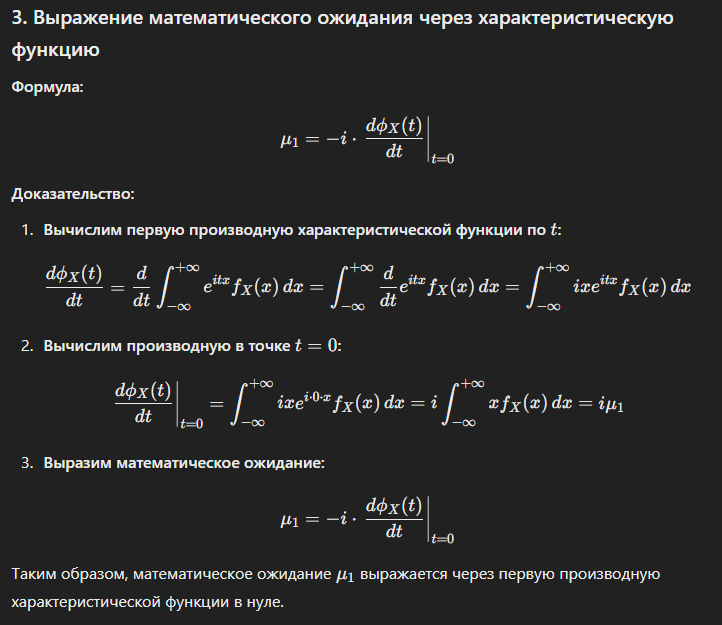 3. Выражение математического ожидания через характеристическую
функцию
Формула:
μ₁ = −i · dϕ_X(t)/dt |_{t=0}
Доказательство:
1. Вычислим первую производную характеристической функции по t:
dϕ_X(t)/dt = d/dt ∫_{−∞}^{+∞} e^{itx} f_X(x) dx = ∫_{−∞}^{+∞} d/dt e^{itx} f_X(x) dx = ∫_{−∞}^{+∞} ixe^{itx} f_X(x) dx
2. Вычислим производную в точке t = 0:
dϕ_X(t)/dt |_{t=0} = ∫_{−∞}^{+∞} ixe^{i·0·x} f_X(x) dx = i ∫_{−∞}^{+∞} xf_X(x) dx = iμ₁
3. Выразим математическое ожидание:
μ₁ = −i · dϕ_X(t)/dt |_{t=0}
Таким образом, математическое ожидание μ₁ выражается через первую производную
характеристической функции в нуле.